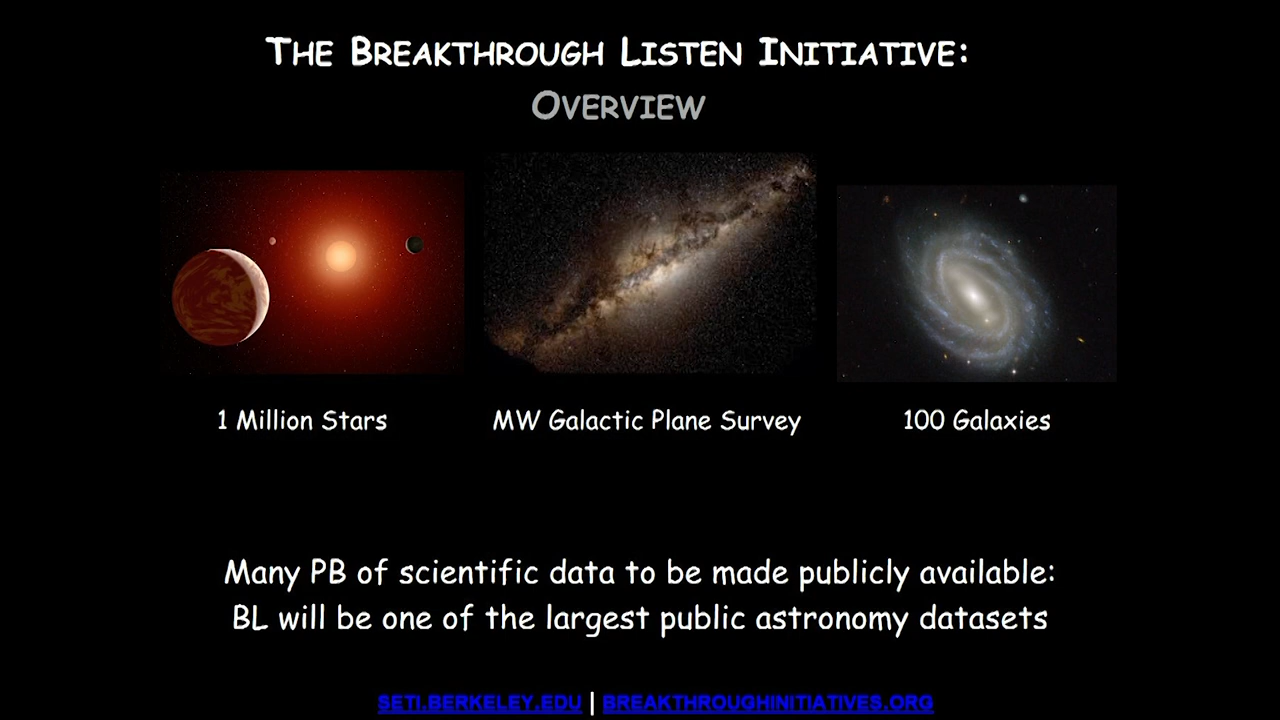 THE BREAKTHROUGH LISTEN INITIATIVE:
OVERVIEW
1 Million Stars
MW Galactic Plane Survey
100 Galaxies
Many PB of scientific data to be made publicly available:
BL will be one of the largest public astronomy datasets
SETI.BERKELEY.EDU | BREAKTHROUGHINITIATIVES.ORG